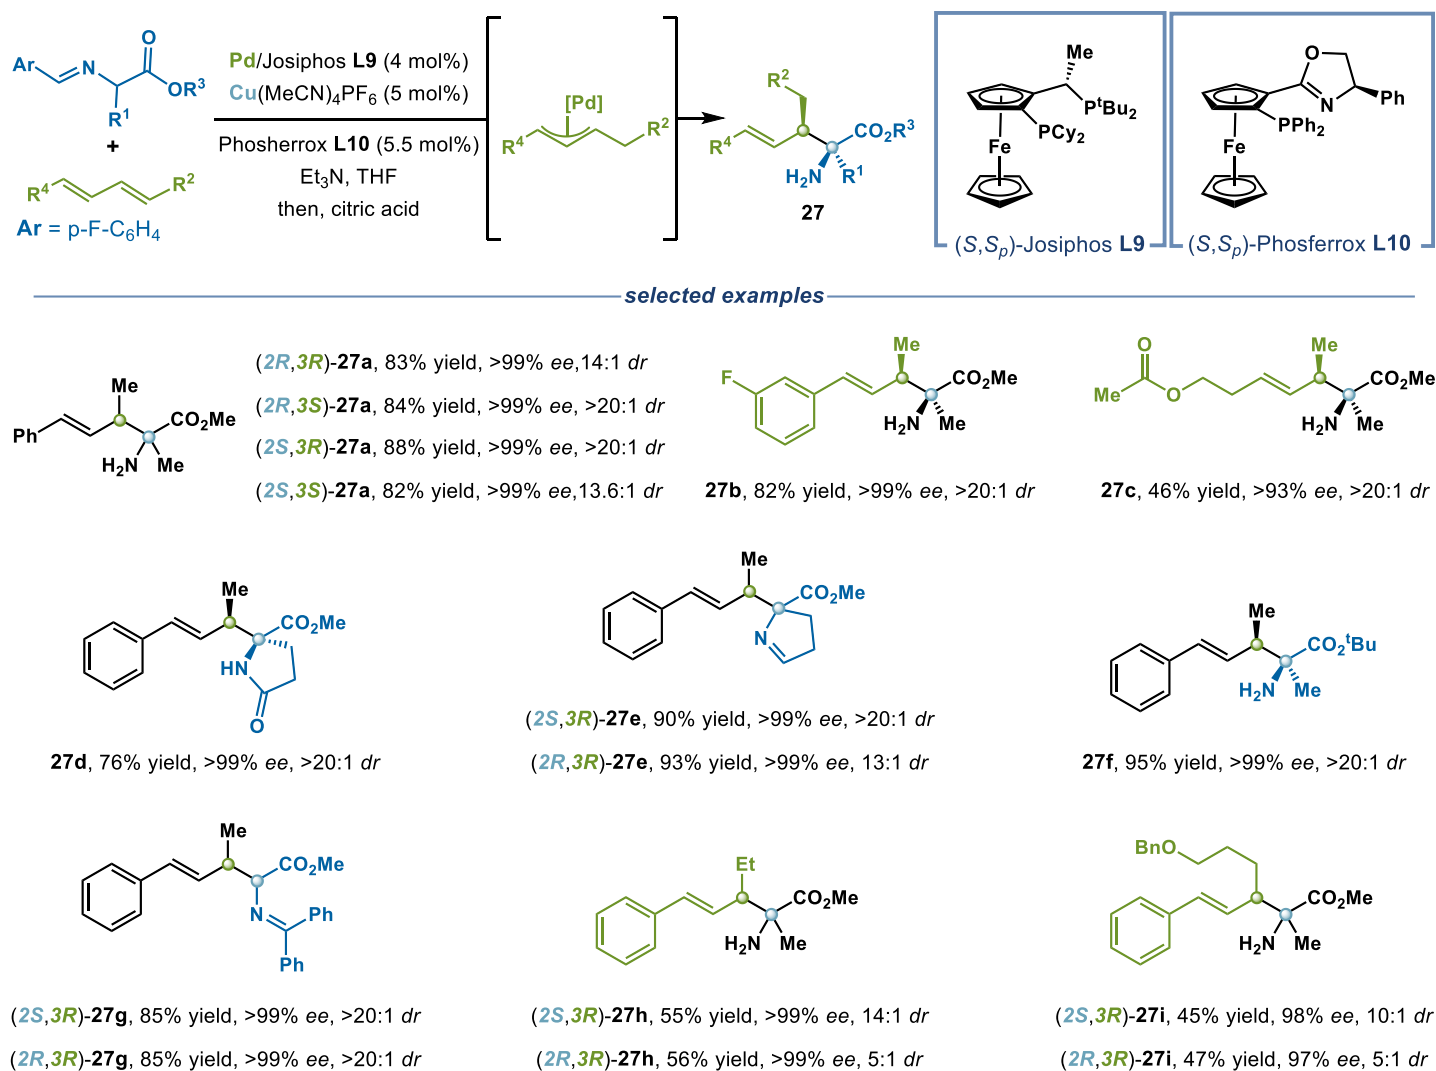 Ar
N
O
OR3
R1
+
R4
R2
Ar = p-F-C6H4
Pd/Josiphos L9 (4 mol%)
Cu(MeCN)4PF6 (5 mol%)
Phosherrox L10 (5.5 mol%)
Et3N, THF
then, citric acid
[Pd]
R4
R2
R2
R4
CO2R3
H2N
R1
27
Me
PtBu2
PCy2
Fe
(S,Sp)-Josiphos L9
O
N
Ph
PPh2
Fe
(S,Sp)-Phosferrox L10
selected examples
Me
Ph
CO2Me
H2N
Me
(2R,3R)-27a, 83% yield, >99% ee,14:1 dr
(2R,3S)-27a, 84% yield, >99% ee, >20:1 dr
(2S,3R)-27a, 88% yield, >99% ee, >20:1 dr
(2S,3S)-27a, 82% yield, >99% ee,13.6:1 dr
F
Me
CO2Me
H2N
Me
27b, 82% yield, >99% ee, >20:1 dr
O
Me
O
Me
CO2Me
H2N
Me
27c, 46% yield, >93% ee, >20:1 dr
Me
CO2Me
HN
O
27d, 76% yield, >99% ee, >20:1 dr
Me
CO2Me
N
(2S,3R)-27e, 90% yield, >99% ee, >20:1 dr
(2R,3R)-27e, 93% yield, >99% ee, 13:1 dr
Me
CO2tBu
H2N
Me
27f, 95% yield, >99% ee, >20:1 dr
Me
CO2Me
N
Ph
Ph
(2S,3R)-27g, 85% yield, >99% ee, >20:1 dr
(2R,3R)-27g, 85% yield, >99% ee, >20:1 dr
Et
CO2Me
H2N
Me
(2S,3R)-27h, 55% yield, >99% ee, 14:1 dr
(2R,3R)-27h, 56% yield, >99% ee, 5:1 dr
BnO
CO2Me
H2N
Me
(2S,3R)-27i, 45% yield, 98% ee, 10:1 dr
(2R,3R)-27i, 47% yield, 97% ee, 5:1 dr